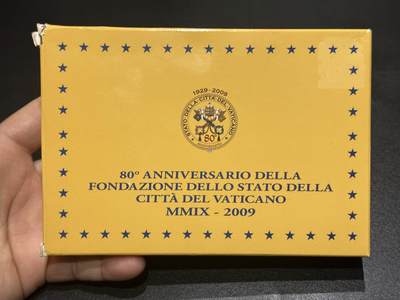 1929-2009
STATO DELLA CITTÀ DEL VATICANO
80°
80° ANNIVERSARIO DELLA
FONDAZIONE DELLO STATO DELLA
CITTÀ DEL VATICANO
MMIX - 2009